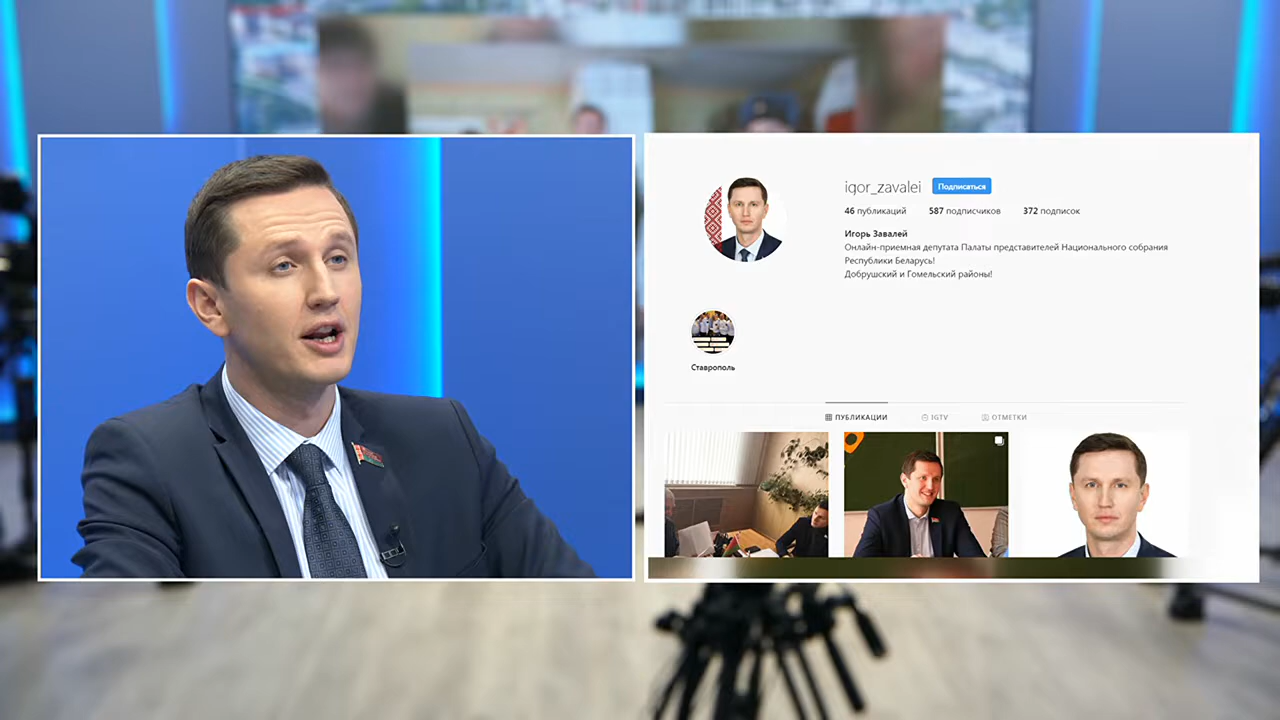 igor_zavalei Подписаться
46 публикаций 587 подписчиков 372 подписок
Игорь Завалей
Онлайн-приемная депутата Палаты представителей Национального собрания
Республики Беларусь!
Добрушский и Гомельский районы!
Ставрополь
ПУБЛИКАЦИИ IGTV ОТМЕТКИ